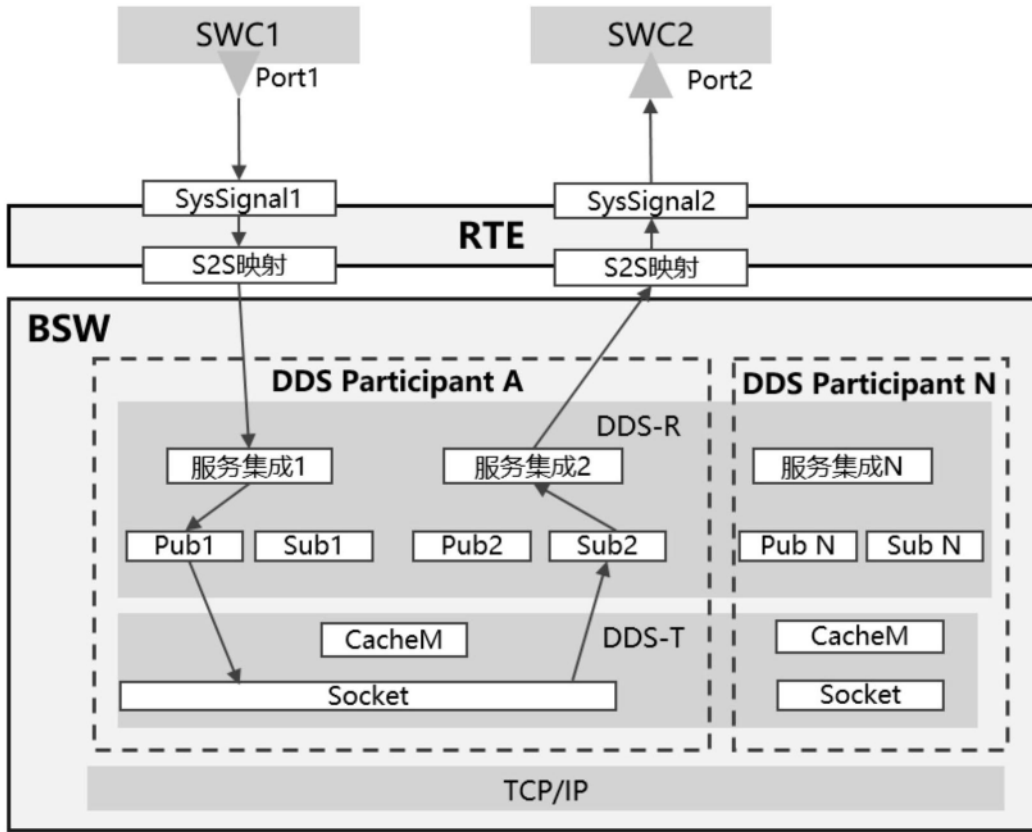 SWC1
SWC2
Port1
Port2
SysSignal1
SysSignal2
RTE
S2S映射
S2S映射
BSW
DDS Participant A
DDS Participant N
DDS-R
服务集成1
服务集成2
服务集成N
Pub1
Sub1
Pub2
Sub2
Pub N
Sub N
CacheM
DDS-T
CacheM
Socket
Socket
TCP/IP